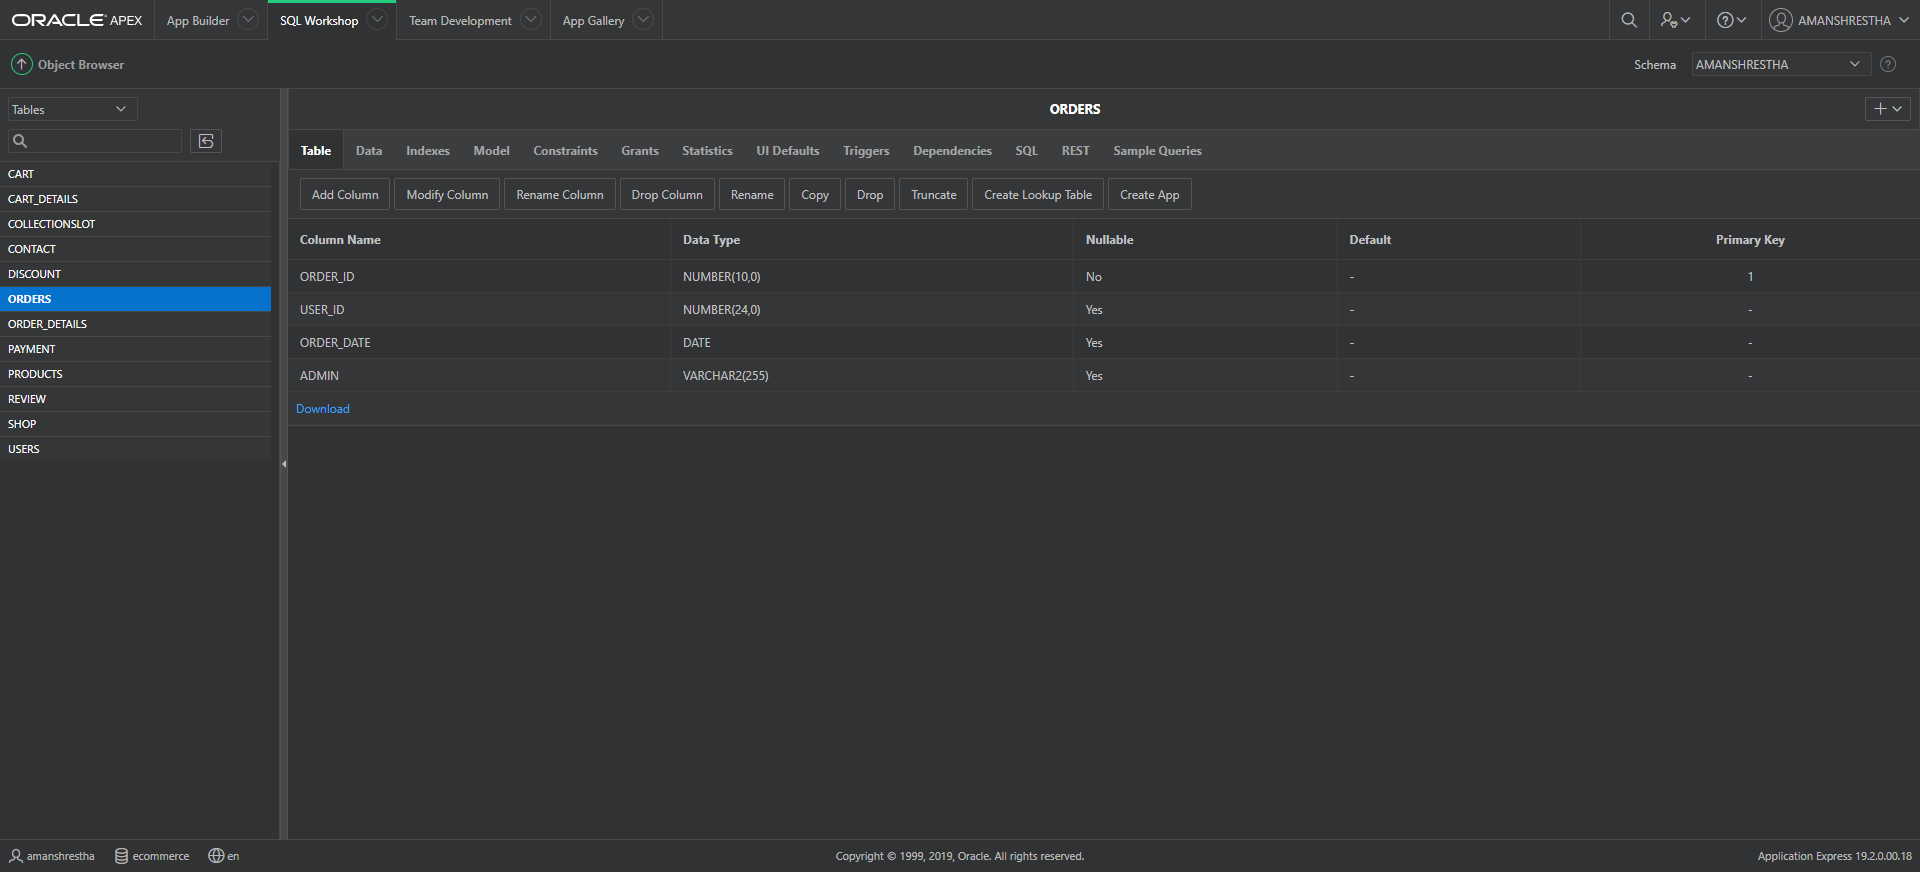 ORACLE APEX App Builder SQL Workshop Team Development App Gallery AMANSHRESTHA
Object Browser Schema AMANSHRESTHA
Tables
ORDERS
Table Data Indexes Model Constraints Grants Statistics UI Defaults Triggers Dependencies SQL REST Sample Queries
Add Column Modify Column Rename Column Drop Column Rename Copy Drop Truncate Create Lookup Table Create App
CART
CART_DETAILS
COLLECTIONSLOT
CONTACT
DISCOUNT
ORDERS
ORDER_DETAILS
PAYMENT
PRODUCTS
REVIEW
SHOP
USERS
Column Name Data Type Nullable Default Primary Key
ORDER_ID NUMBER(10,0) No - 1
USER_ID NUMBER(24,0) Yes - -
ORDER_DATE DATE Yes - -
ADMIN VARCHAR2(255) Yes - -
Download
amanshrestha ecommerce en Copyright © 1999, 2019, Oracle. All rights reserved. Application Express 19.2.0.00.18